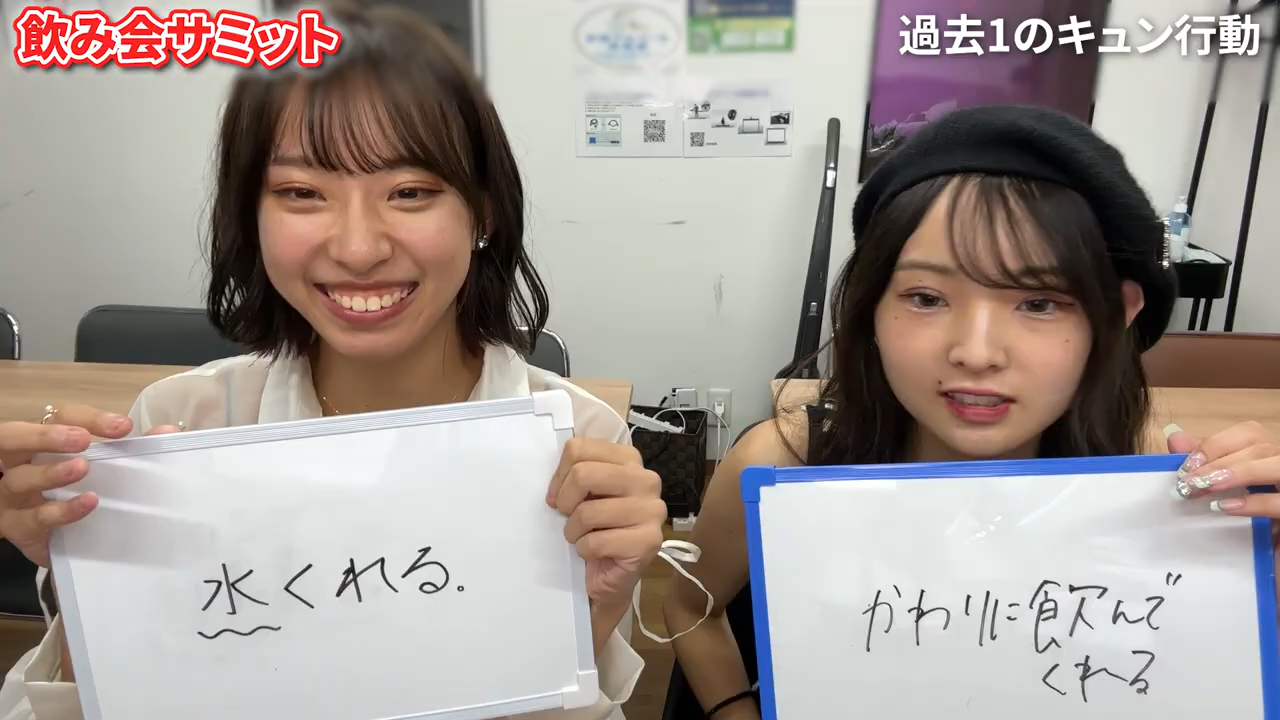 飲み会サミット
過去1のキュン行動
水くれる。
かわりに飲んで
くれる